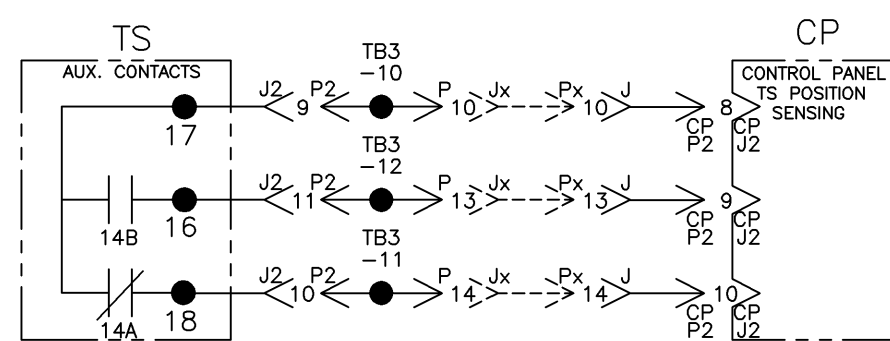 TS
AUX. CONTACTS
CP
CONTROL PANEL
TS POSITION
SENSING
TB3
-10
J2 9 P2 P 10 Jx Px 10 J 8
17
CP CP
P2 J2
TB3
-12
J2 11 P2 P 13 Jx Px 13 J 9
14B 16
CP CP
P2 J2
TB3
-11
J2 10 P2 P 14 Jx Px 14 J 10
14A 18
CP CP
P2 J2